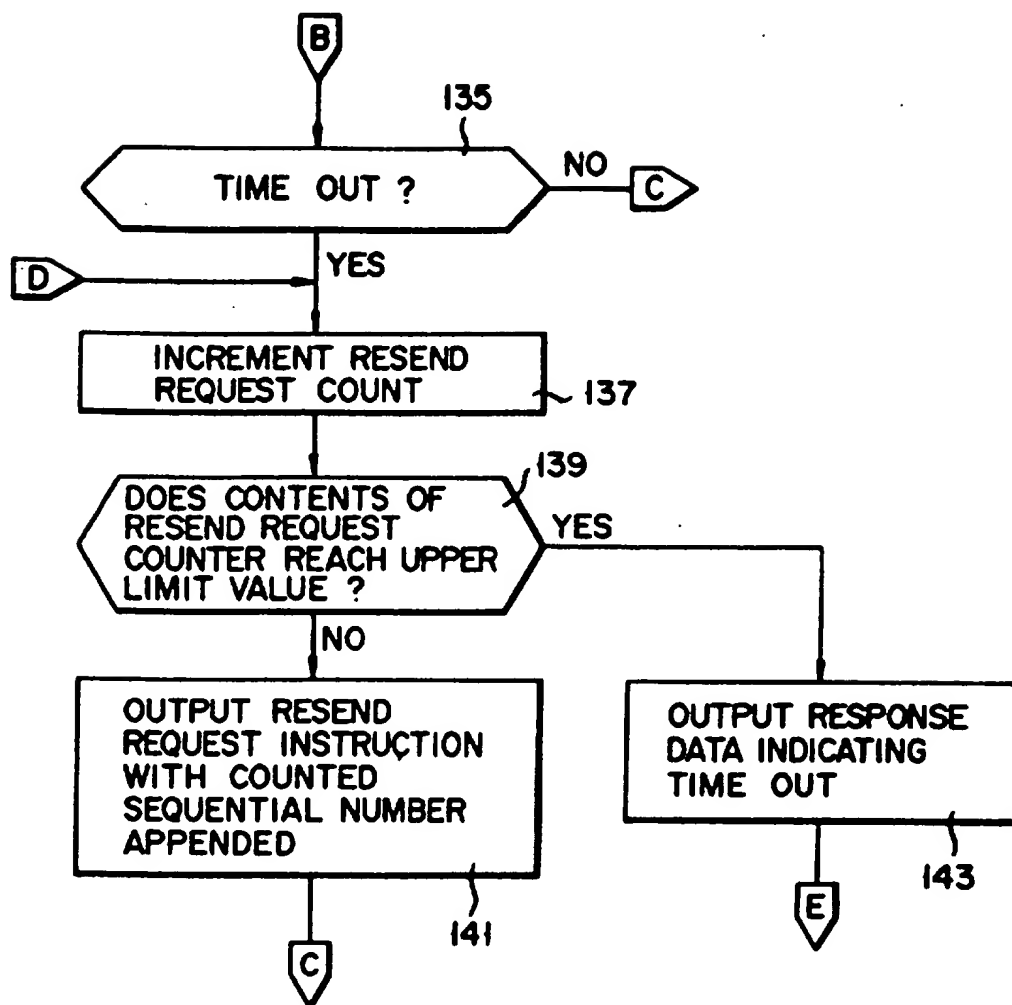 B
135
TIME OUT ?
NO
C
YES
D
INCREMENT RESEND
REQUEST COUNT
137
139
DOES CONTENTS OF
RESEND REQUEST
COUNTER REACH UPPER
LIMIT VALUE ?
YES
NO
OUTPUT RESEND
REQUEST INSTRUCTION
WITH COUNTED
SEQUENTIAL NUMBER
APPENDED
141
C
OUTPUT RESPONSE
DATA INDICATING
TIME OUT
143
E